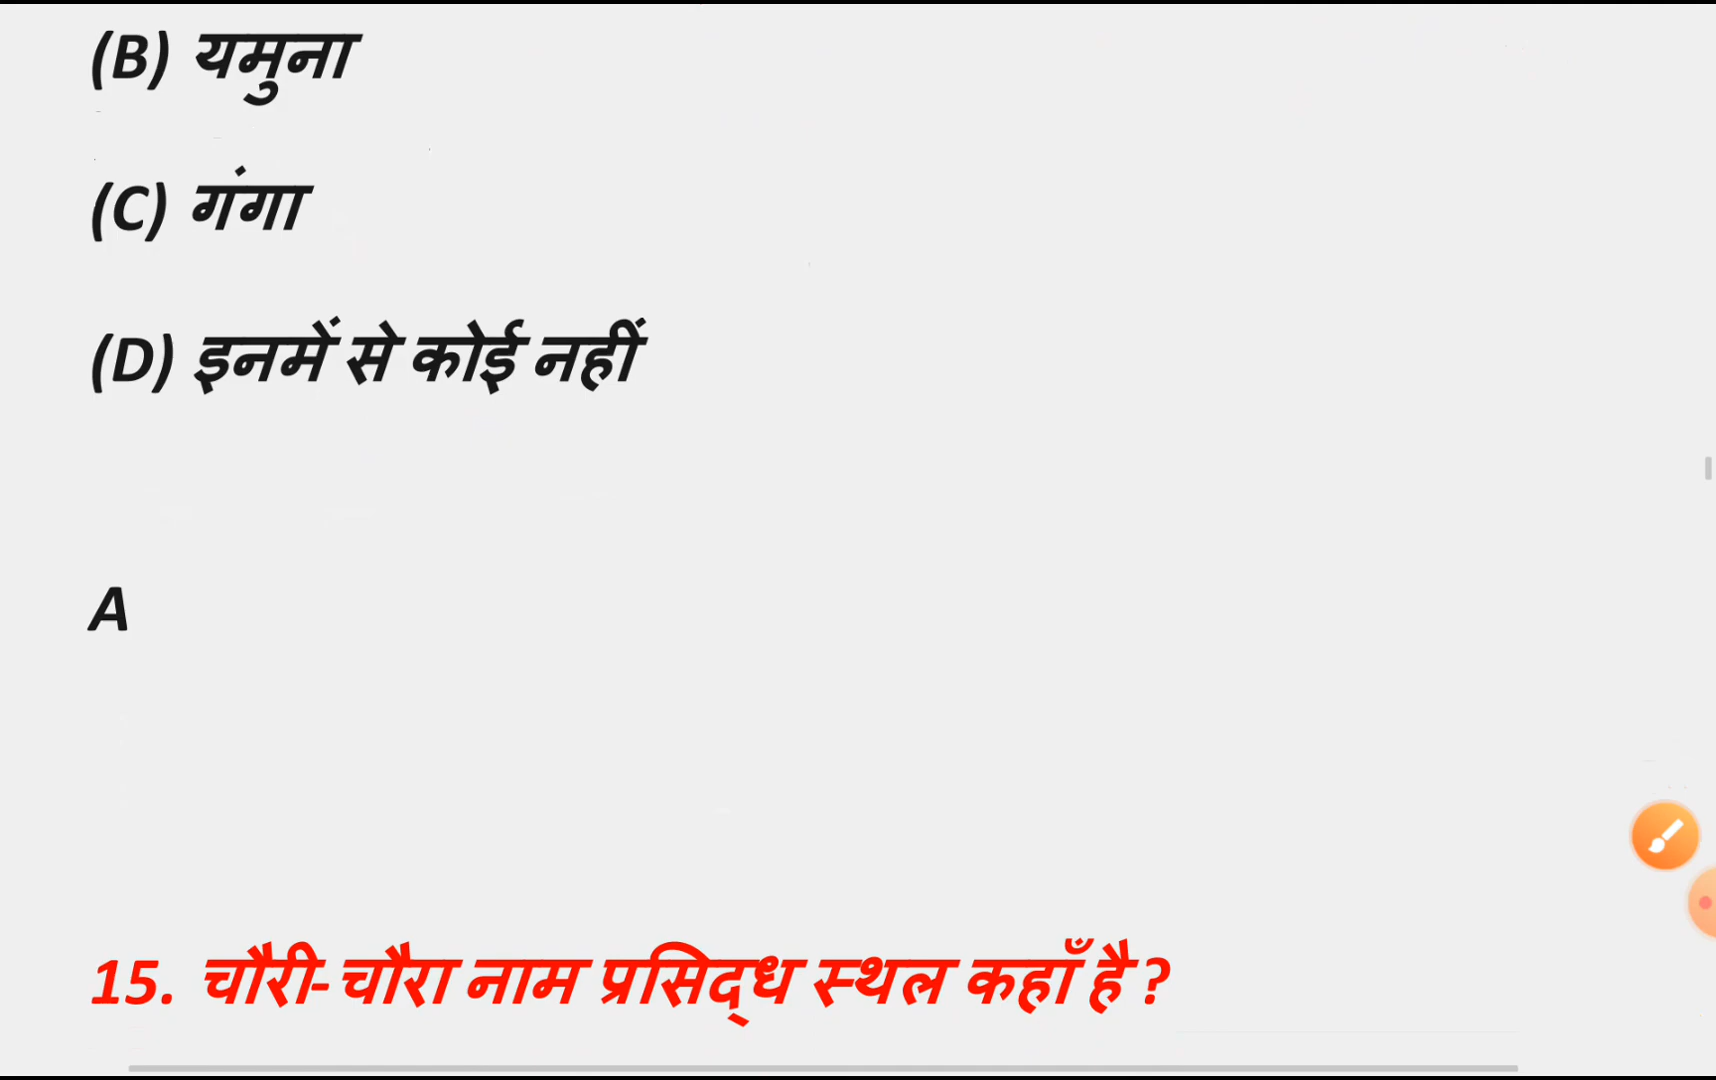 (B) यमुना
(C) गंगा
(D) इनमें से कोई नहीं
A
15. चौरी-चौरा नाम प्रसिद्ध स्थल कहाँ है ?